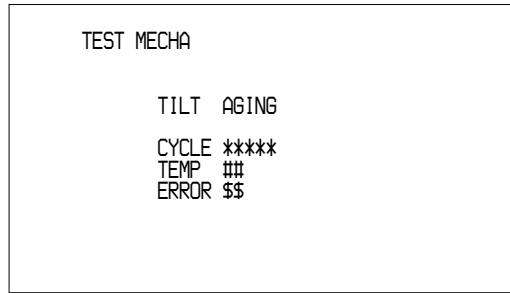 TEST MECHA
TILT AGING
CYCLE *****
TEMP ##
ERROR $$